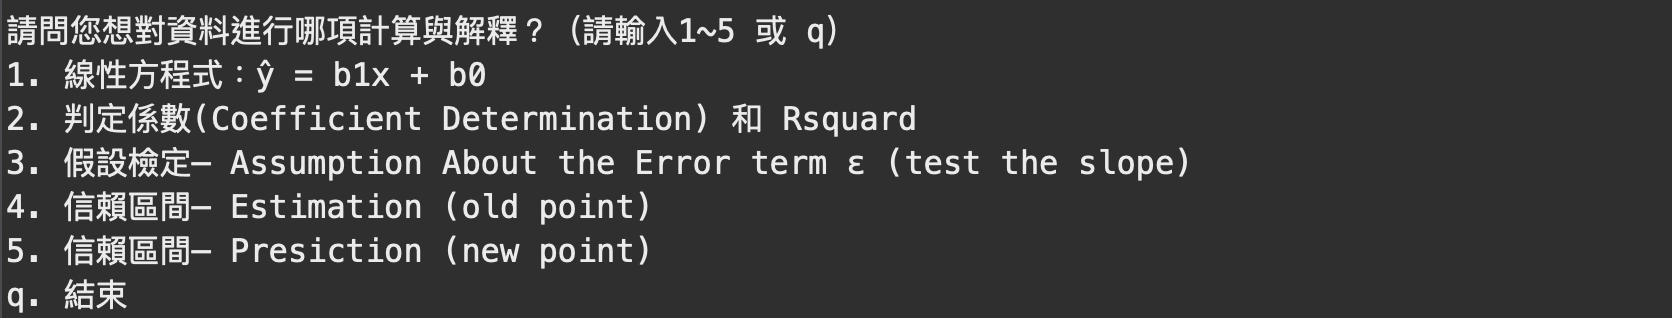 請問您想對資料進行哪項計算與解釋？ (請輸入1~5 或 q)
1. 線性方程式：ŷ = b1x + b0
2. 判定係數(Coefficient Determination) 和 Rsquard
3. 假設檢定— Assumption About the Error term ε (test the slope)
4. 信賴區間— Estimation (old point)
5. 信賴區間— Presiction (new point)
q. 結束